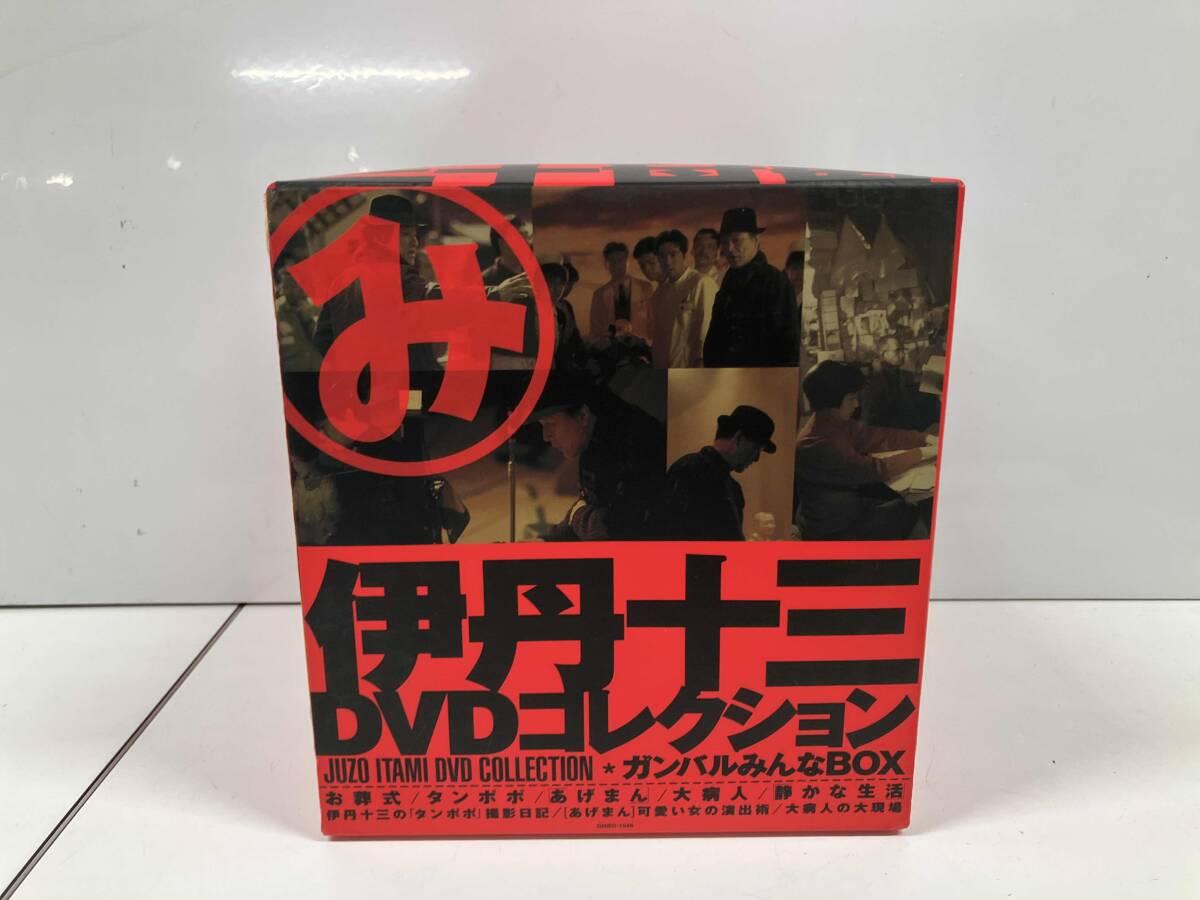 み
伊丹十三
DVDコレクション
JUZO ITAMI DVD COLLECTION ★ ガンバルみんなBOX
お葬式/タンポポ/[あげまん]/大病人/静かな生活
伊丹十三の「タンポポ」撮影日記/[あげまん]可愛い女の演出術/大病人の大現場